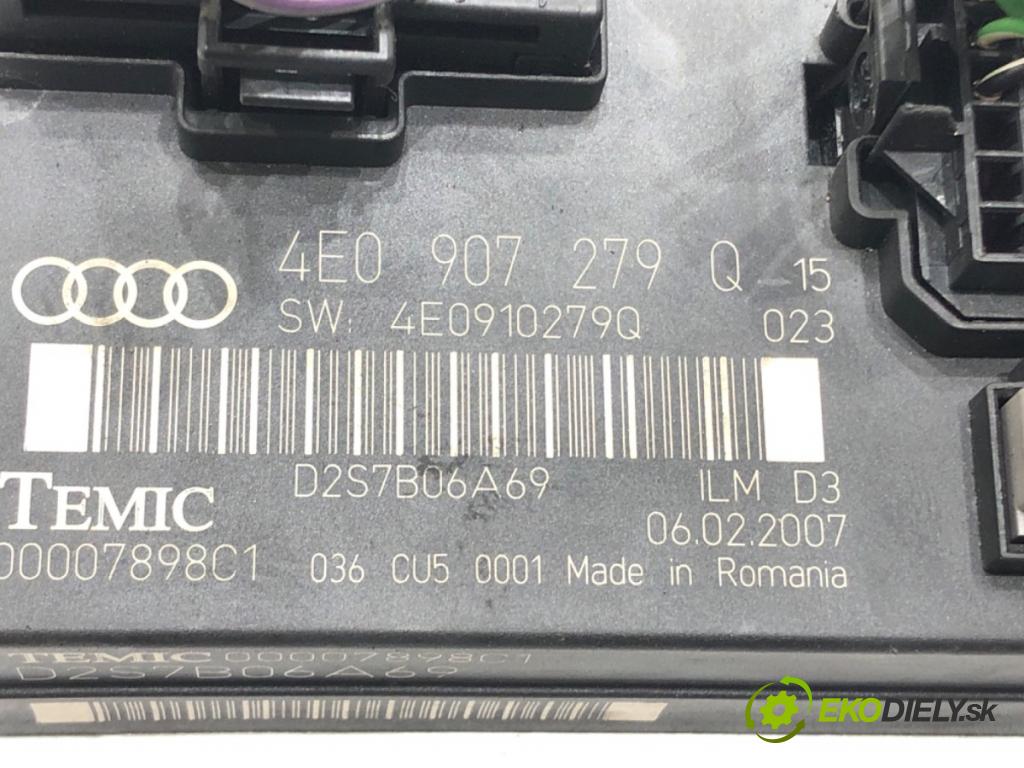 4E0 907 279 Q 15
SW: 4E0910279Q 023
D2S7B06A69 ILM D3
TEMIC 06.02.2007
00007898C1 036 CU5 0001 Made in Romania
TEMIC 00007898C1
D2S7B06A69
EKODIELY.sk